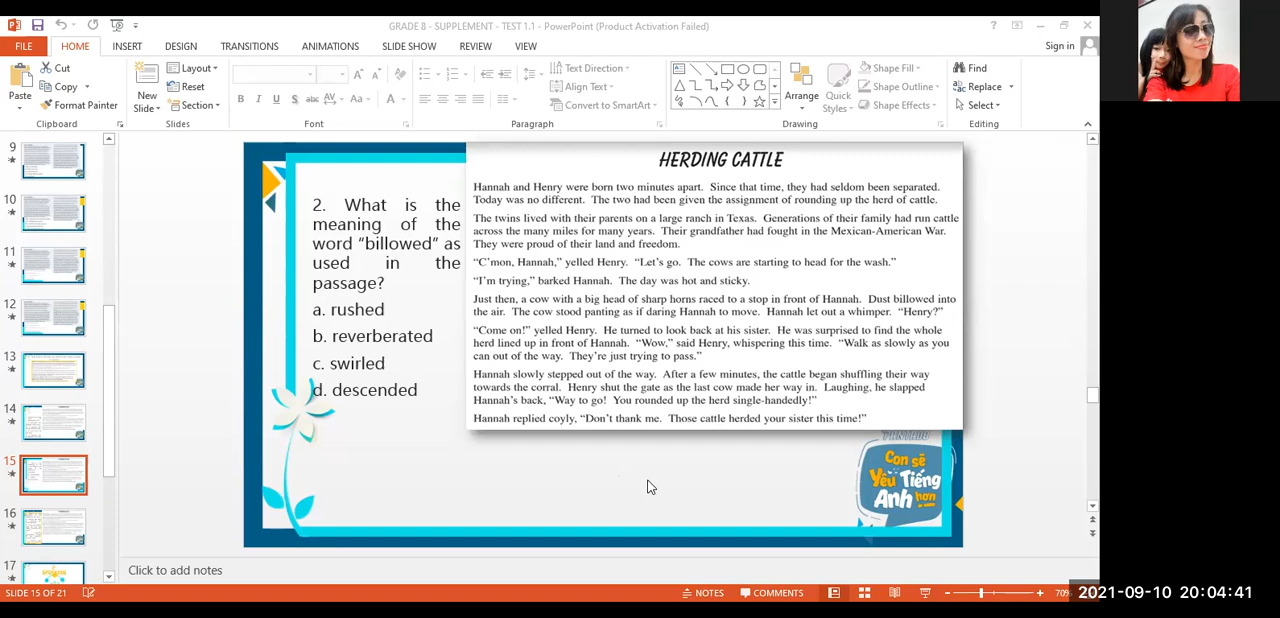 GRADE 8 - SUPPLEMENT - TEST 1.1 - PowerPoint (Product Activation Failed)
FILE HOME INSERT DESIGN TRANSITIONS ANIMATIONS SLIDE SHOW REVIEW VIEW Sign in
Paste
Cut
Copy
Format Painter
Clipboard
New
Slide
Layout
Reset
Section
Slides
B I U S abc AV Aa A
Font
Text Direction
Align Text
Convert to SmartArt
Paragraph
Arrange
Quick
Styles
Shape Fill
Shape Outline
Shape Effects
Drawing
Find
Replace
Select
Editing
9
10
11
12
13
14
15
16
17
2. What is the
meaning of the
word “billowed” as
used in the
passage?
a. rushed
b. reverberated
c. swirled
d. descended
HERDING CATTLE
Hannah and Henry were born two minutes apart. Since that time, they had seldom been separated.
Today was no different. The two had been given the assignment of rounding up the herd of cattle.
The twins lived with their parents on a large ranch in Texas. Generations of their family had run cattle
across the many miles for many years. Their grandfather had fought in the Mexican-American War.
They were proud of their land and freedom.
“C’mon, Hannah,” yelled Henry. “Let’s go. The cows are starting to head for the wash.”
“I’m trying,” barked Hannah. The day was hot and sticky.
Just then, a cow with a big head of sharp horns raced to a stop in front of Hannah. Dust billowed into
the air. The cow stood panting as if daring Hannah to move. Hannah let out a whimper. “Henry?”
“Come on!” yelled Henry. He turned to look back at his sister. He was surprised to find the whole
herd lined up in front of Hannah. “Wow,” said Henry, whispering this time. “Walk as slowly as you
can out of the way. They’re just trying to pass.”
Hannah slowly stepped out of the way. After a few minutes, the cattle began shuffling their way
towards the corral. Henry shut the gate as the last cow made her way in. Laughing, he slapped
Hannah’s back, “Way to go! You rounded up the herd single-handedly!”
Hannah replied coyly, “Don’t thank me. Those cattle herded your sister this time!”
Con sẽ
Yêu Tiếng
Anh hơn
Click to add notes
SLIDE 15 OF 21 NOTES COMMENTS 70%
2021-09-10 20:04:41